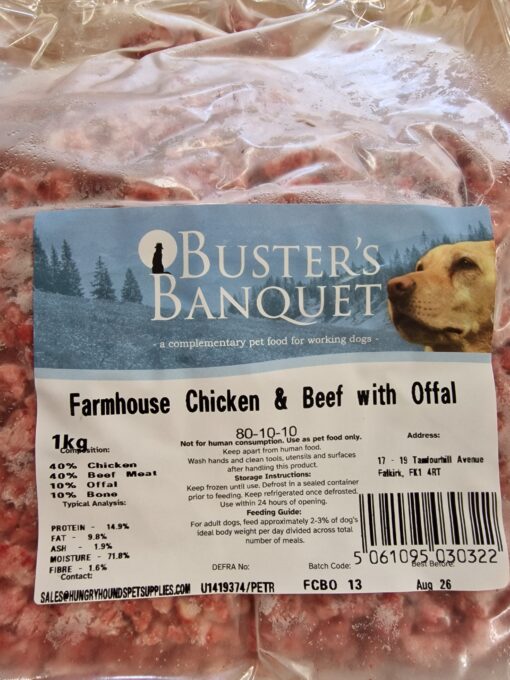 BUSTER'S
BANQUET
- a complementary pet food for working dogs -
Farmhouse Chicken & Beef with Offal
80-10-10
1kg
Not for human consumption. Use as pet food only.
Keep apart from human food.
Wash hands and clean tools, utensils and surfaces
after handling this product.
Storage Instructions:
Keep frozen until use. Defrost in a sealed container
prior to feeding. Keep refrigerated once defrosted.
Use within 24 hours of opening.
Feeding Guide:
For adult dogs, feed approximately 2-3% of dog's
ideal body weight per day divided across total
number of meals.
Composition:
40% Chicken
40% Beef Meat
10% Offal
10% Bone
Typical Analysis:
PROTEIN - 14.9%
FAT - 9.8%
ASH - 1.9%
MOISTURE - 71.8%
FIBRE - 1.6%
Contact:
SALES@HUNGRYHOUNDSPETSUPPLIES.COM
DEFRA No:
U1419374/PETR
Batch Code:
FCBO 13
Address:
17 - 19 Tamfourhill Avenue
Falkirk, FK1 4RT
5 061095 030322
Best Before:
Aug 26